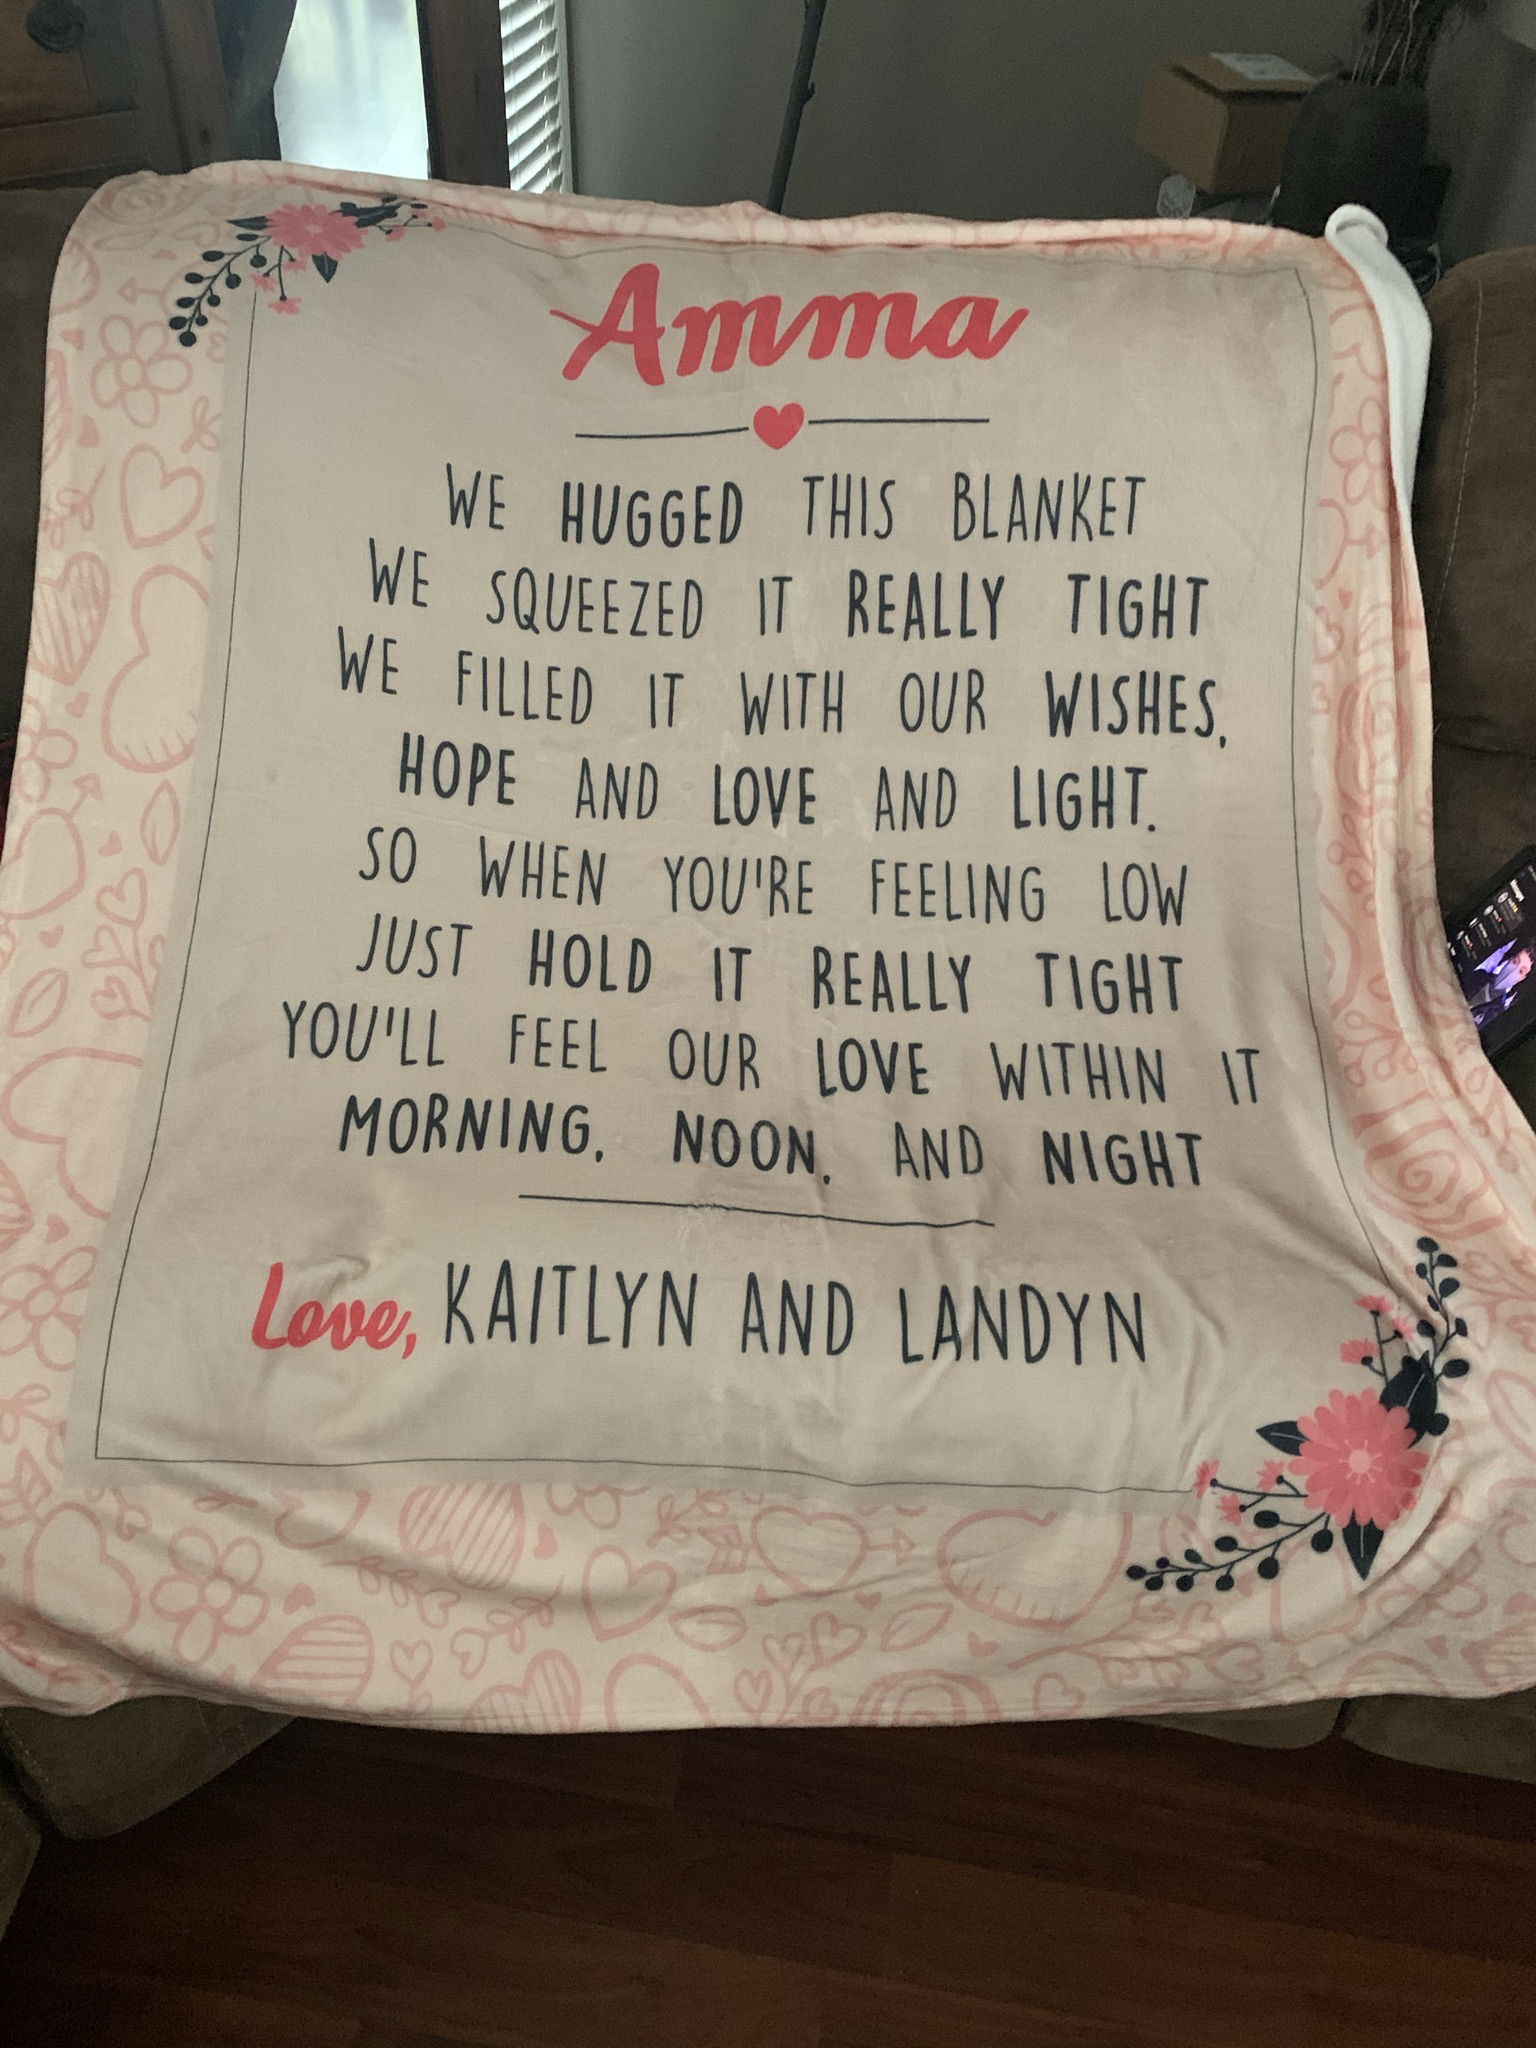 Amma
WE HUGGED THIS BLANKET
WE SQUEEZED IT REALLY TIGHT
WE FILLED IT WITH OUR WISHES,
HOPE AND LOVE AND LIGHT.
SO WHEN YOU'RE FEELING LOW
JUST HOLD IT REALLY TIGHT
YOU'LL FEEL OUR LOVE WITHIN IT
MORNING, NOON, AND NIGHT
Love, KAITLYN AND LANDYN